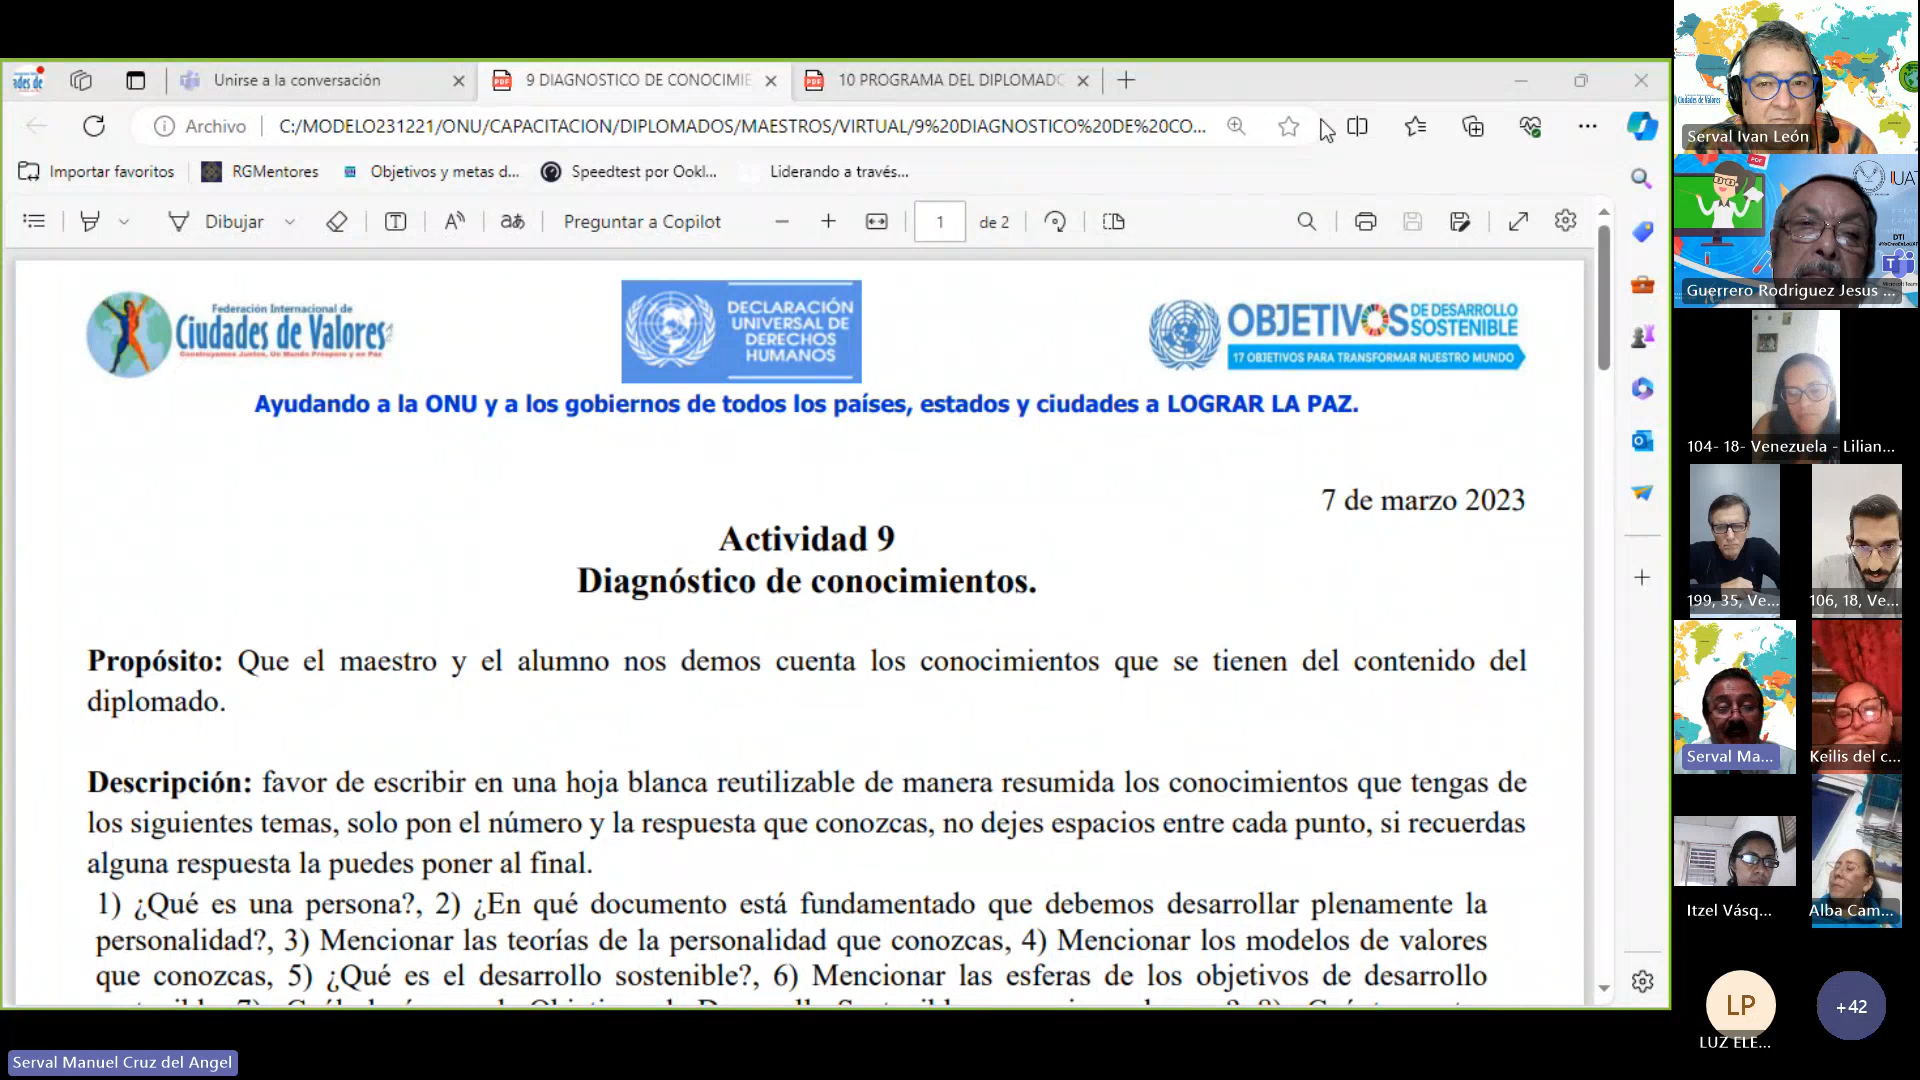 Unirse a la conversación
9 DIAGNOSTICO DE CONOCIMIE
10 PROGRAMA DEL DIPLOMADO
Archivo
C:/MODELO231221/ONU/CAPACITACION/DIPLOMADOS/MAESTROS/VIRTUAL/9%20DIAGNOSTICO%20DE%20CO...
Importar favoritos
RGMentores
Objetivos y metas d...
Speedtest por Ookl...
Liderando a través...
Dibujar
Preguntar a Copilot
1
de 2
Federación Internacional de
Ciudades de Valores
Construyamos Juntos, Un Mundo Próspero y en Paz
DECLARACIÓN
UNIVERSAL DE
DERECHOS
HUMANOS
OBJETIVOS DE DESARROLLO
SOSTENIBLE
17 OBJETIVOS PARA TRANSFORMAR NUESTRO MUNDO
Ayudando a la ONU y a los gobiernos de todos los países, estados y ciudades a LOGRAR LA PAZ.
7 de marzo 2023
Actividad 9
Diagnóstico de conocimientos.
Propósito: Que el maestro y el alumno nos demos cuenta los conocimientos que se tienen del contenido del
diplomado.
Descripción: favor de escribir en una hoja blanca reutilizable de manera resumida los conocimientos que tengas de
los siguientes temas, solo pon el número y la respuesta que conozcas, no dejes espacios entre cada punto, si recuerdas
alguna respuesta la puedes poner al final.
1) ¿Qué es una persona?, 2) ¿En qué documento está fundamentado que debemos desarrollar plenamente la
personalidad?, 3) Mencionar las teorías de la personalidad que conozcas, 4) Mencionar los modelos de valores
que conozcas, 5) ¿Qué es el desarrollo sostenible?, 6) Mencionar las esferas de los objetivos de desarrollo
Serval Ivan León
UAT
DTI
Guerrero Rodriguez Jesus ...
104- 18- Venezuela - Lilian...
199, 35, Ve...
106, 18, Ve...
Serval Ma...
Keilis del c...
Itzel Vásq...
Alba Cam...
LP
LUZ ELE...
+42
Serval Manuel Cruz del Angel